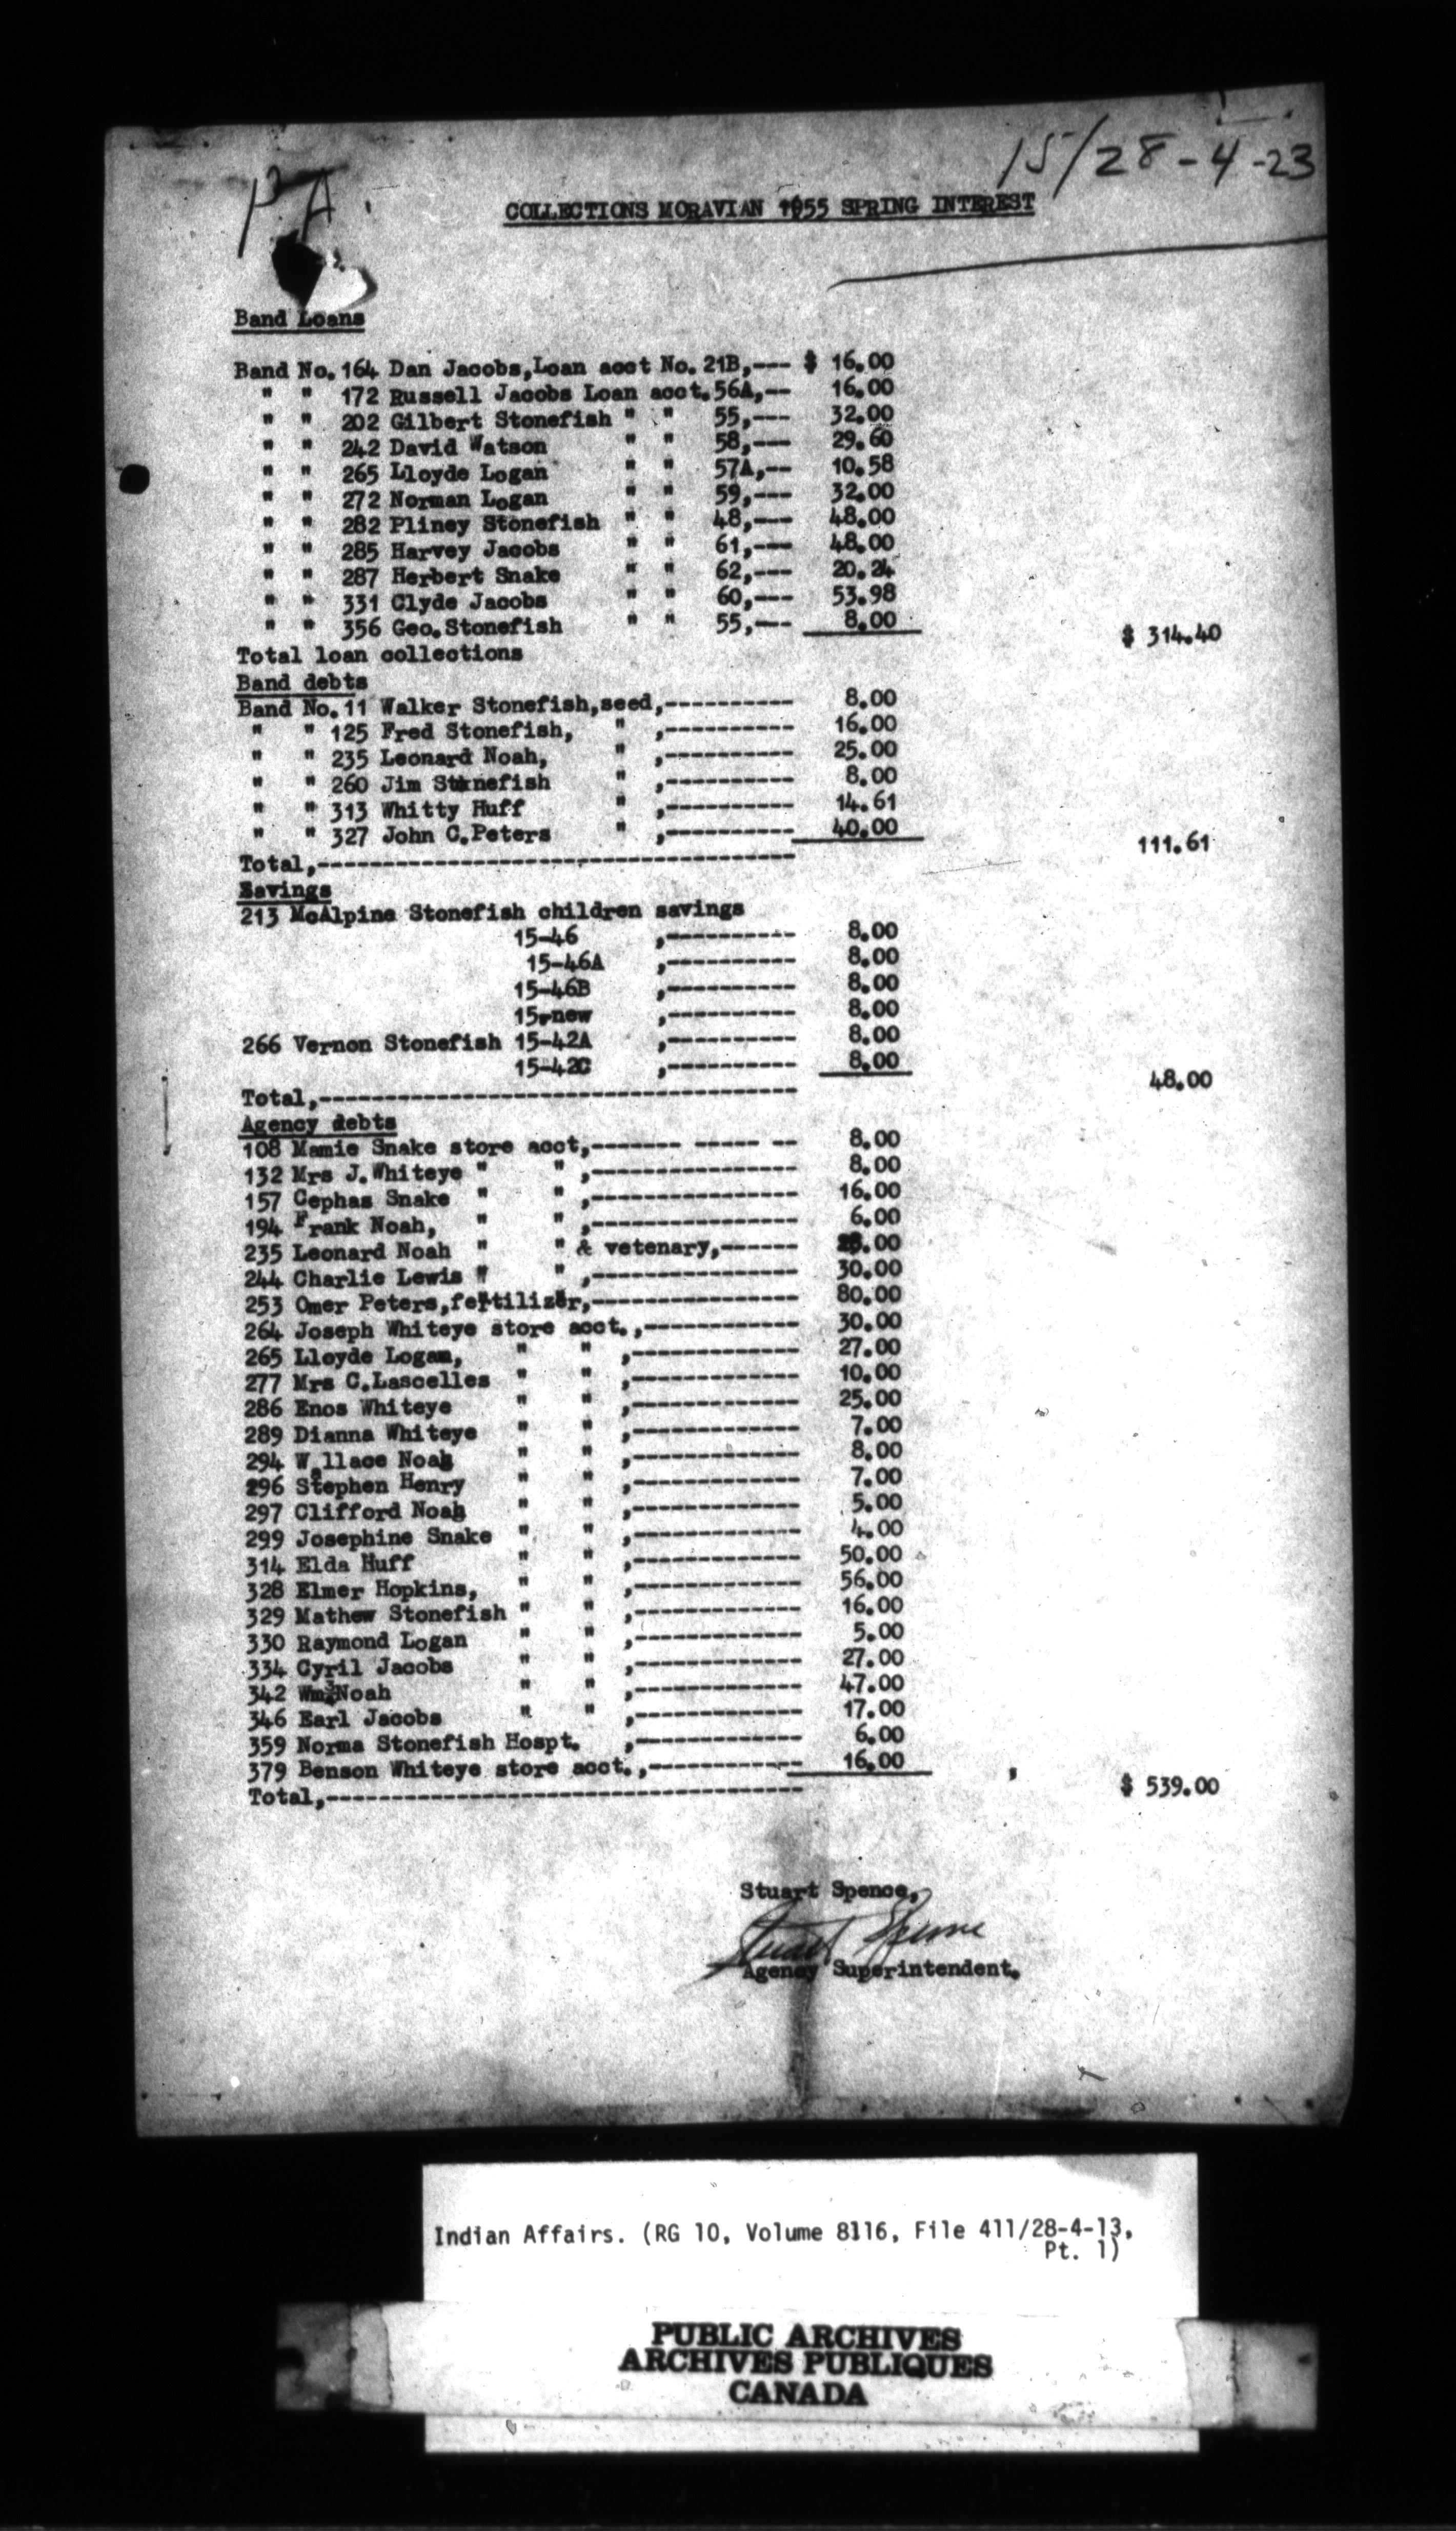 15/28-4-23
P.A.
COLLECTIONS MORAVIAN 1955 SPRING INTEREST
Band Loans
Band No. 164 Dan Jacobs, Loan acct No. 21B,--- $ 16.00
" " 172 Russell Jacobs Loan acct. 56A,-- 16.00
" " 202 Gilbert Stonefish " " 55,--- 32.00
" " 242 David Watson " " 58,--- 29.60
" " 265 Lloyde Logan " " 57A,-- 10.58
" " 272 Norman Logan " " 59,--- 32.00
" " 282 Pliney Stonefish " " 48,--- 48.00
" " 285 Harvey Jacobs " " 61,--- 48.00
" " 287 Herbert Snake " " 62,--- 20.24
" " 331 Clyde Jacobs " " 60,--- 53.98
" " 356 Geo. Stonefish " " 55,--- 8.00
Total loan collections $ 314.40
Band debts
Band No. 11 Walker Stonefish, seed,---------- 8.00
" " 125 Fred Stonefish, " ,---------- 16.00
" " 235 Leonard Noah, " ,---------- 25.00
" " 260 Jim Stknefish " ,---------- 8.00
" " 313 Whitty Huff " ,---------- 14.61
" " 327 John C. Peters " ,---------- 40.00
Total,------------------------------------- 111.61
Savings
213 McAlpine Stonefish children savings
15-46 ,---------- 8.00
15-46A ,---------- 8.00
15-46B ,---------- 8.00
15-new ,---------- 8.00
266 Vernon Stonefish 15-42A ,---------- 8.00
15-42C ,---------- 8.00
Total,------------------------------------- 48.00
Agency debts
108 Mamie Snake store acct,------- ----- -- 8.00
132 Mrs J. Whiteye " " ,---------------- 8.00
157 Cephas Snake " " ,---------------- 16.00
194 Frank Noah, " " ,---------------- 6.00
235 Leonard Noah " " & vetenary,------ .00
244 Charlie Lewis " " ,---------------- 30.00
253 Omer Peters, fertilizer,---------------- 80.00
264 Joseph Whiteye store acct.,------------ 30.00
265 Lloyde Logan, " " ,------------- 27.00
277 Mrs C. Lascelles " " ,------------- 10.00
286 Enos Whiteye " " ,------------- 25.00
289 Dianna Whiteye " " ,------------- 7.00
294 Wallace Noah " " ,------------- 8.00
296 Stephen Henry " " ,------------- 7.00
297 Clifford Noah " " ,------------- 5.00
299 Josephine Snake " " ,------------- 4.00
314 Elda Huff " " ,------------- 50.00
328 Elmer Hopkins, " " ,------------- 56.00
329 Mathew Stonefish " " ,------------- 16.00
330 Raymond Logan " " ,------------- 5.00
334 Cyril Jacobs " " ,------------- 27.00
342 Wm. Noah " " ,------------- 47.00
346 Earl Jacobs " " ,------------- 17.00
359 Norma Stonefish Hospt. ,------------- 6.00
379 Benson Whiteye store acct.,------------ 16.00
Total,------------------------------------- $ 539.00
Stuart Spence,
Stuart Spence
Agency Superintendent.
Indian Affairs. (RG 10, Volume 8116, File 411/28-4-13,
Pt. 1)
PUBLIC ARCHIVES
ARCHIVES PUBLIQUES
CANADA